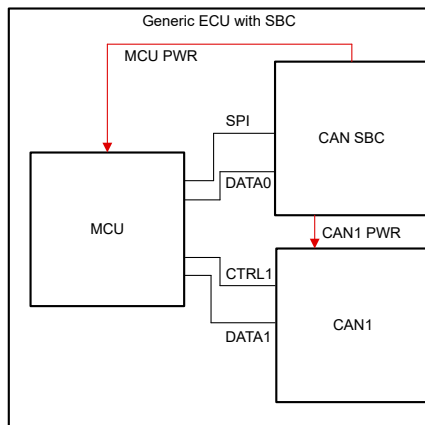 Generic ECU with SBC
MCU PWR
SPI
CAN SBC
DATA0
MCU
CAN1 PWR
CTRL1
CAN1
DATA1